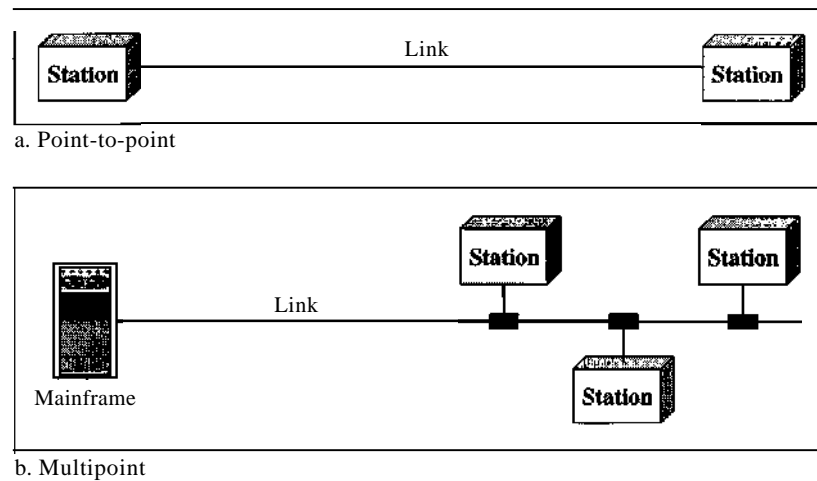 Link
Station
Station
a. Point-to-point
Station
Station
Link
Station
Mainframe
b. Multipoint